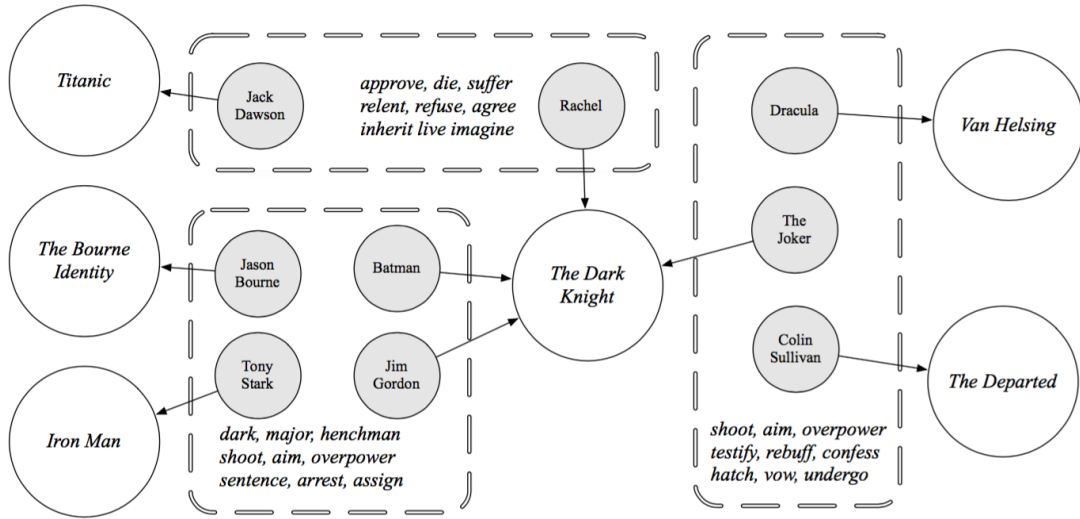 Titanic
Jack
Dawson
approve, die, suffer
relent, refuse, agree
inherit live imagine
Rachel
Dracula
Van Helsing
The Bourne
Identity
Jason
Bourne
Batman
The Dark
Knight
The
Joker
Iron Man
Tony
Stark
Jim
Gordon
dark, major, henchman
shoot, aim, overpower
sentence, arrest, assign
Colin
Sullivan
The Departed
shoot, aim, overpower
testify, rebuff, confess
hatch, vow, undergo